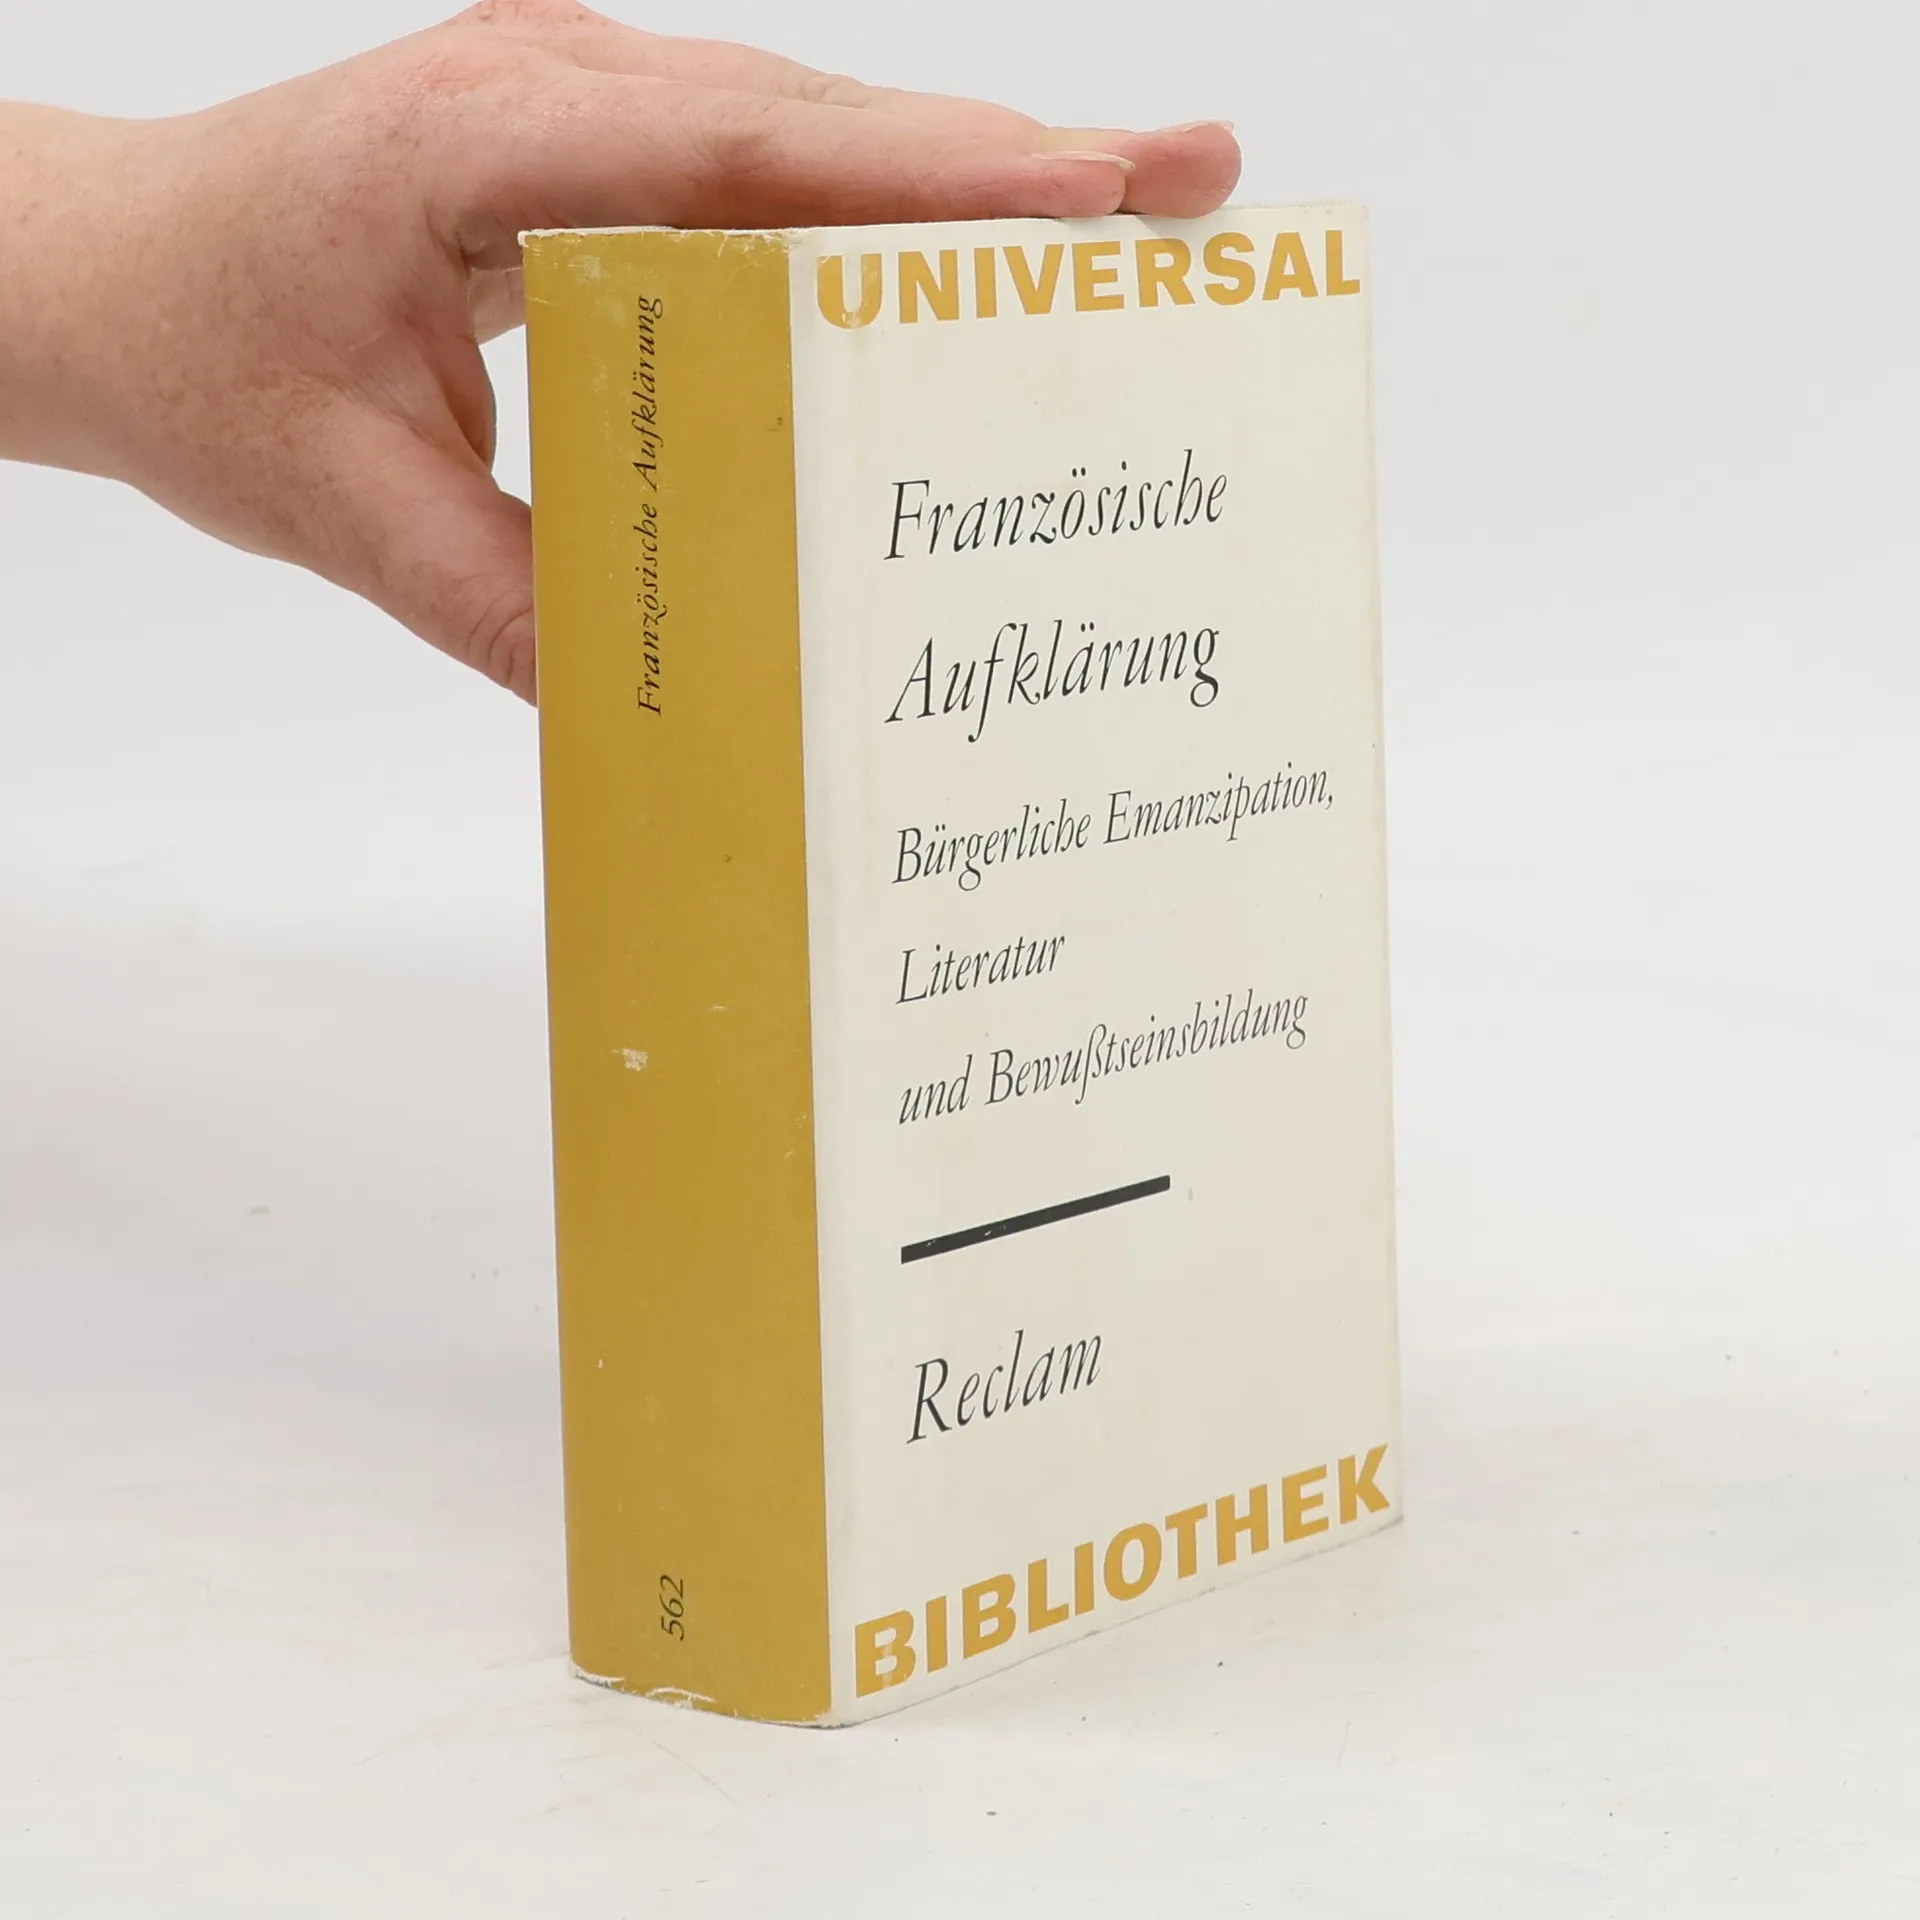 Französische Aufklärung
562
UNIVERSAL
Französische
Aufklärung
Bürgerliche Emanzipation,
Literatur
und Bewußtseinsbildung
Reclam
BIBLIOTHEK